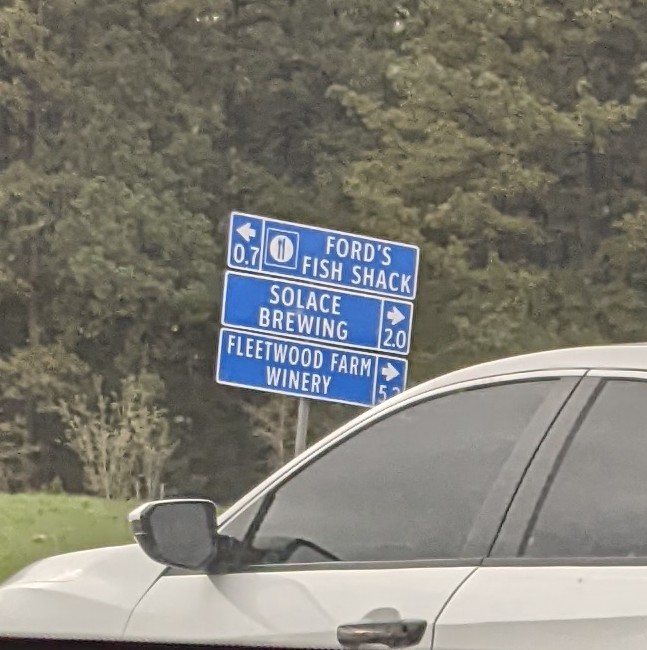 0.7
FORD'S
FISH SHACK
SOLACE
BREWING
2.0
FLEETWOOD FARM
WINERY